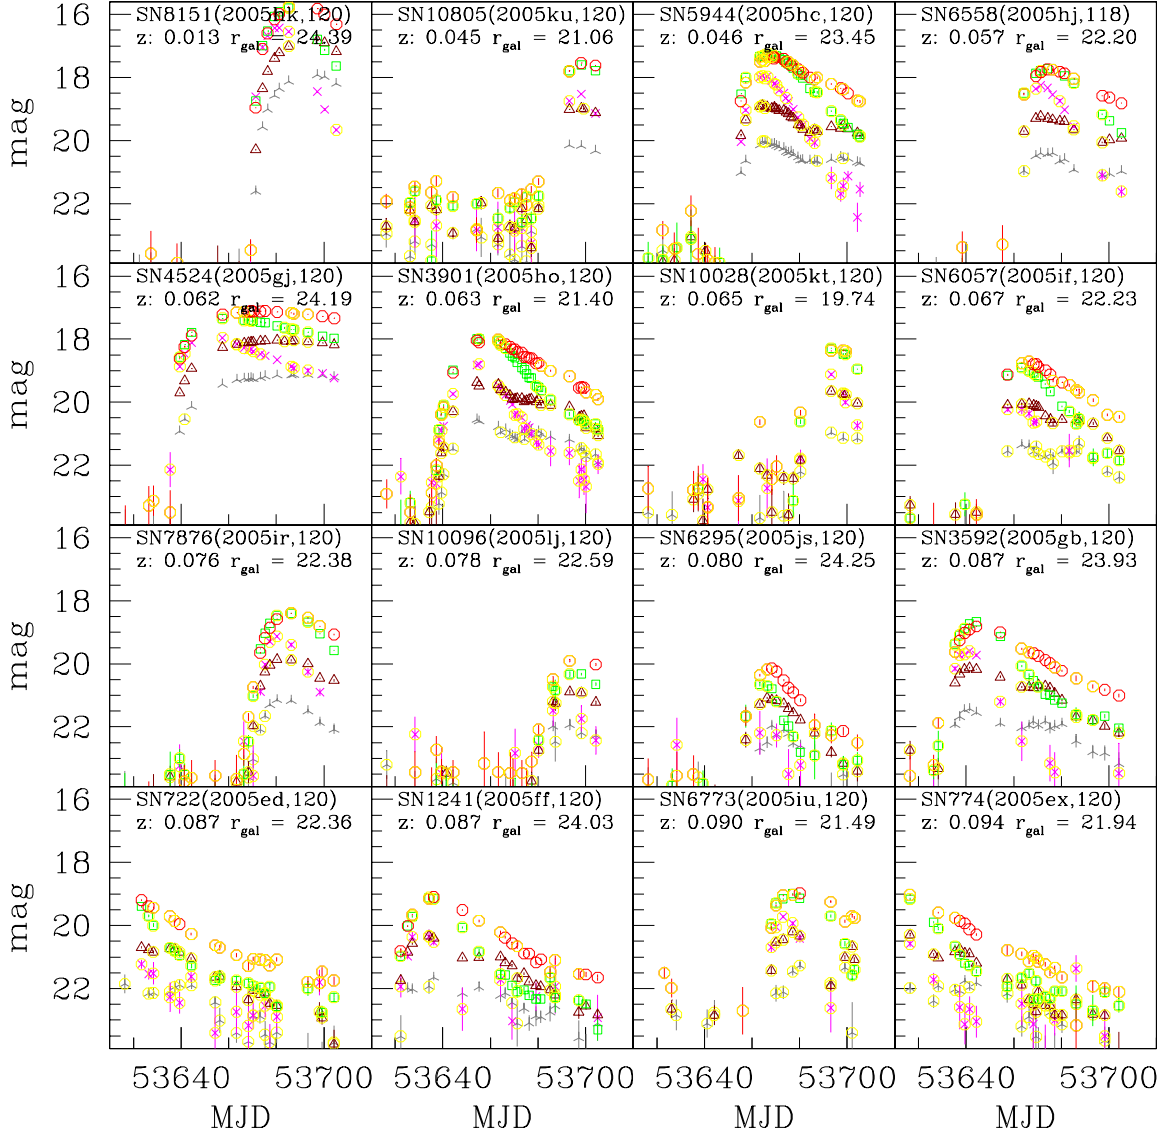 SN8151(2005hk,120)
z: 0.013 r_gal = 24.39
SN10805(2005ku,120)
z: 0.045 r_gal = 21.06
SN5944(2005hc,120)
z: 0.046 r_gal = 23.45
SN6558(2005hj,118)
z: 0.057 r_gal = 22.20
16
18
20
22
mag
SN4524(2005gj,120)
z: 0.062 r_gal = 24.19
SN3901(2005ho,120)
z: 0.063 r_gal = 21.40
SN10028(2005kt,120)
z: 0.065 r_gal = 19.74
SN6057(2005if,120)
z: 0.067 r_gal = 22.23
16
18
20
22
mag
SN7876(2005ir,120)
z: 0.076 r_gal = 22.38
SN10096(2005lj,120)
z: 0.078 r_gal = 22.59
SN6295(2005js,120)
z: 0.080 r_gal = 24.25
SN3592(2005gb,120)
z: 0.087 r_gal = 23.93
16
18
20
22
mag
SN722(2005ed,120)
z: 0.087 r_gal = 22.36
SN1241(2005ff,120)
z: 0.087 r_gal = 24.03
SN6773(2005iu,120)
z: 0.090 r_gal = 21.49
SN774(2005ex,120)
z: 0.094 r_gal = 21.94
16
18
20
22
mag
53640 53700 53640 53700 53640 53700 53640 53700
MJD MJD MJD MJD